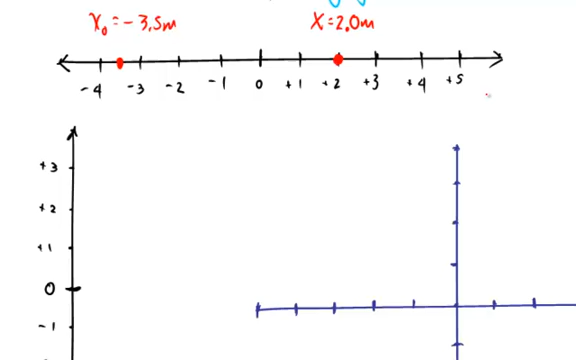 X₀ = - 3.5m
X = 2.0m
-4 -3 -2 -1 0 +1 +2 +3 +4 +5
+3
+2
+1
0
-1